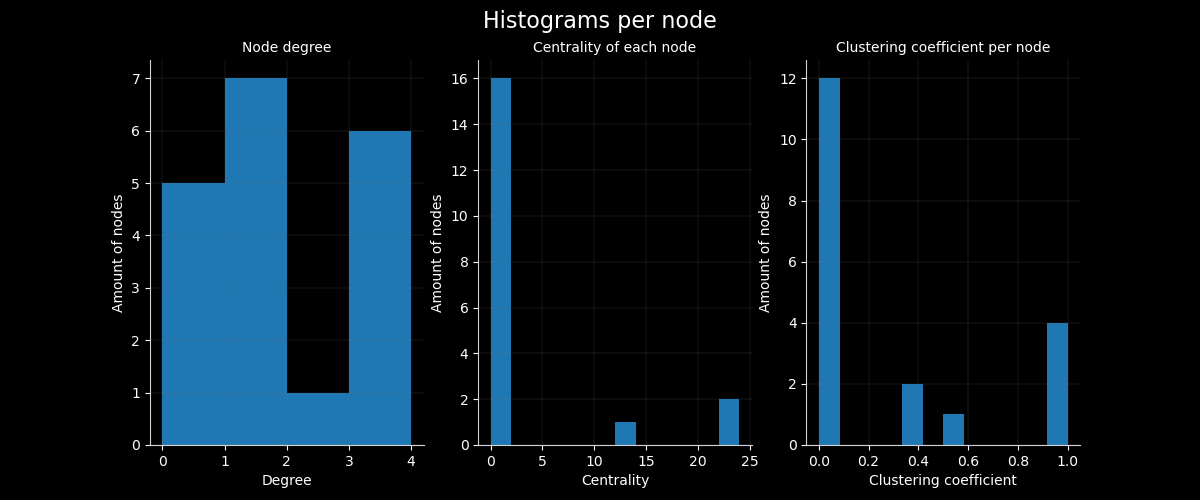 Histograms per node
Node degree
Amount of nodes
7
6
5
4
3
2
1
0
0 1 2 3 4
Degree
Centrality of each node
Amount of nodes
16
14
12
10
8
6
4
2
0
0 5 10 15 20 25
Centrality
Clustering coefficient per node
Amount of nodes
12
10
8
6
4
2
0
0.0 0.2 0.4 0.6 0.8 1.0
Clustering coefficient